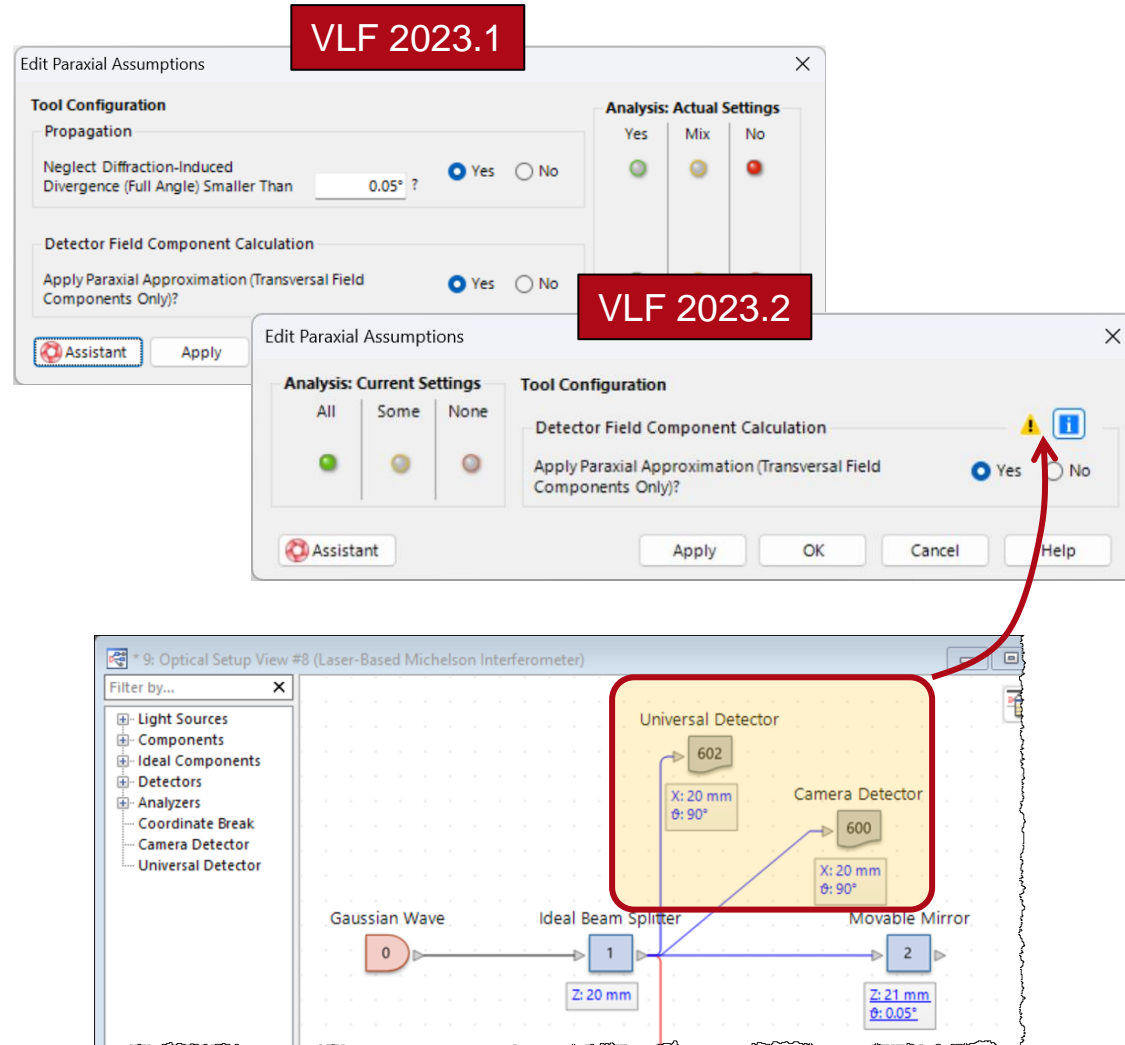 VLF 2023.1
Edit Paraxial Assumptions
Tool Configuration
Propagation
Neglect Diffraction-Induced
Divergence (Full Angle) Smaller Than 0.05° ?
Yes No
Analysis: Actual Settings
Yes Mix No
Detector Field Component Calculation
Apply Paraxial Approximation (Transversal Field
Components Only)?
Yes No
Assistant Apply
VLF 2023.2
Edit Paraxial Assumptions
Analysis: Current Settings
All Some None
Tool Configuration
Detector Field Component Calculation
Apply Paraxial Approximation (Transversal Field
Components Only)?
Yes No
Assistant Apply OK Cancel Help
* 9: Optical Setup View #8 (Laser-Based Michelson Interferometer)
Filter by...
Light Sources
Components
Ideal Components
Detectors
Analyzers
Coordinate Break
Camera Detector
Universal Detector
Universal Detector
602
X: 20 mm
ϑ: 90°
Camera Detector
600
X: 20 mm
ϑ: 90°
Gaussian Wave
0
Ideal Beam Splitter
1
Z: 20 mm
Movable Mirror
2
Z: 21 mm
ϑ: 0.05°